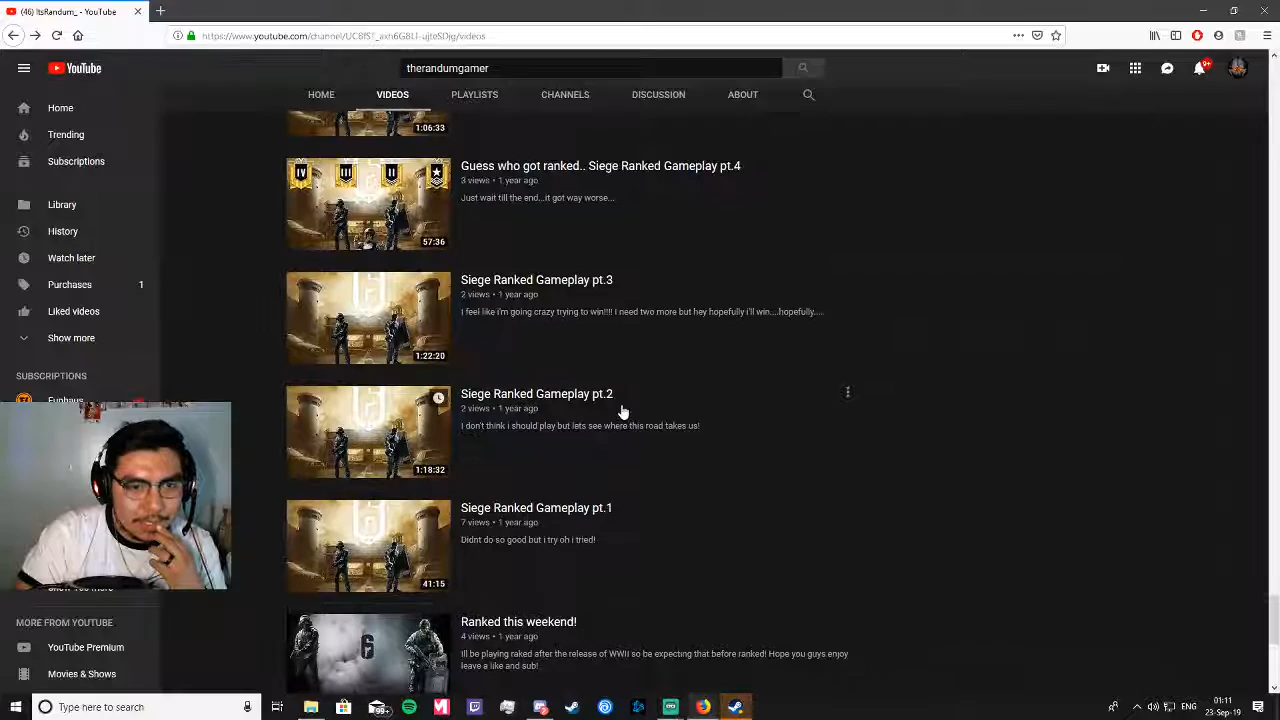 (46) ItsRandum_ - YouTube
therandumgamer
YouTube
9+
HOME
VIDEOS
PLAYLISTS
CHANNELS
DISCUSSION
ABOUT
Home
Trending
Subscriptions
Library
History
Watch later
Purchases 1
Liked videos
Show more
SUBSCRIPTIONS
Funhaus
MORE FROM YOUTUBE
YouTube Premium
Movies & Shows
1:06:33
Guess who got ranked.. Siege Ranked Gameplay pt.4
3 views • 1 year ago
Just wait till the end...it got way worse...
IV III II
57:36
Siege Ranked Gameplay pt.3
2 views • 1 year ago
I feel like i'm going crazy trying to win!!!! I need two more but hey hopefully i'll win....hopefully.....
1:22:20
Siege Ranked Gameplay pt.2
2 views • 1 year ago
I don't think i should play but lets see where this road takes us!
1:18:32
Siege Ranked Gameplay pt.1
7 views • 1 year ago
Didnt do so good but i try oh i tried!
41:15
Ranked this weekend!
4 views • 1 year ago
Ill be playing raked after the release of WWII so be expecting that before ranked! Hope you guys enjoy
leave a like and sub!
6
Type here to search
99+
01:11
23-Sep-19